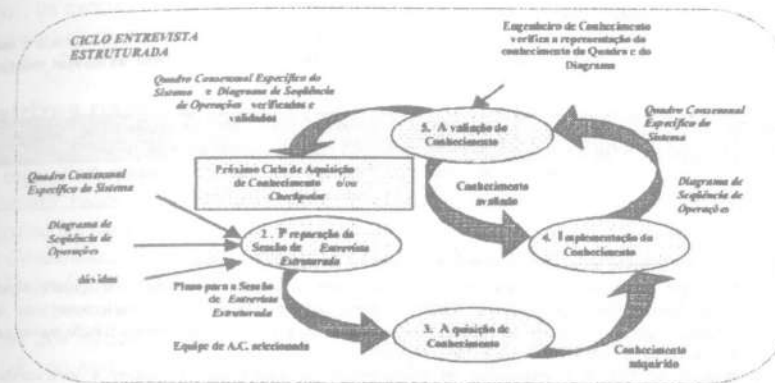 CICLO ENTREVISTA
ESTRUTURADA
Engenheiro de Conhecimento
verifica a representação do
conhecimento do Quadro e do
Diagrama
Quadro Consensual Específico do
Sistema e Diagrama de Seqüência
de Operações verificados e
validados
5. Avaliação do
Conhecimento
Quadro Consensual
Específico do
Sistema
Próximo Ciclo de Aquisição
de Conhecimento e/ou
Checkpoint
Conhecimento
avaliado
Diagrama de
Seqüência de
Operações
Quadro Consensual
Específico do Sistema
Diagrama de
Seqüência de
Operações
dúvidas
2. Preparação da
Sessão de Entrevista
Estruturada
4. Implementação do
Conhecimento
Plano para a Sessão
de Entrevista
Estruturada
Equipe de A.C. selecionada
3. Aquisição de
Conhecimento
Conhecimento
adquirido